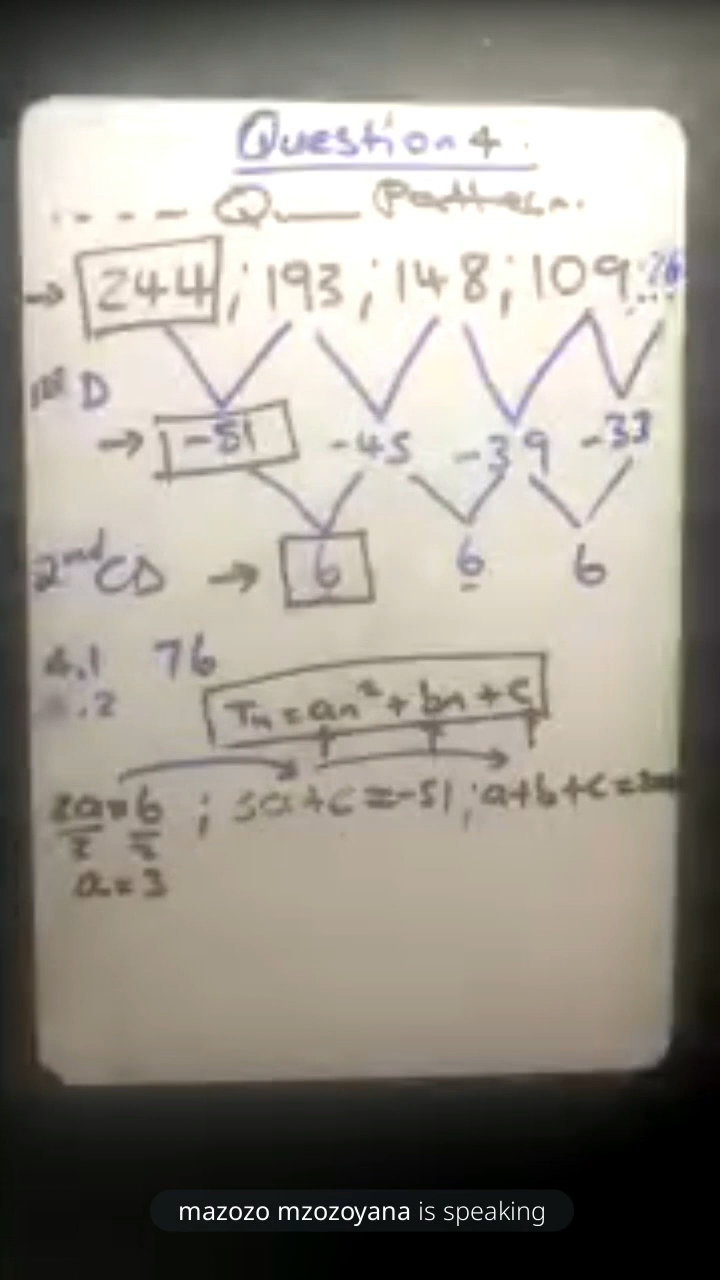 Question 4.
---- Q___ Pattern.
→ 244; 193; 148; 109; 76...
1st D → -51 -45 -39 -33
2nd CD → 6 6 6
4.1 76
.2 Tn = an² + bn + c
2a = 6 ; 3a+c = -51 ; a+b+c =
2 2
a = 3
mazozo mzozoyana is speaking